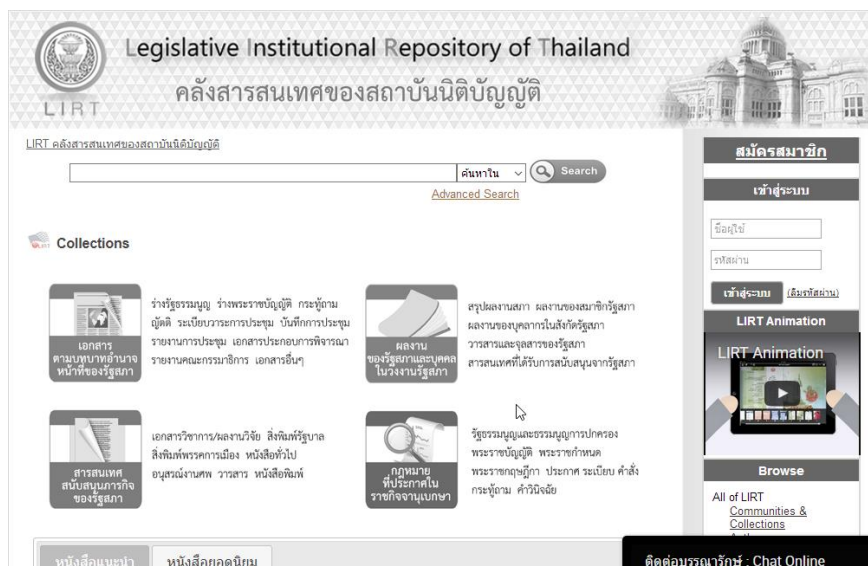 Legislative Institutional Repository of Thailand
คลังสารสนเทศของสถาบันนิติบัญญัติ
LIRT
LIRT คลังสารสนเทศของสถาบันนิติบัญญัติ
ค้นหาใน
Search
Advanced Search
Collections
เอกสาร
ตามบทบาทอำนาจ
หน้าที่ของรัฐสภา
ร่างรัฐธรรมนูญ ร่างพระราชบัญญัติ กระทู้ถาม
ญัตติ ระเบียบวาระการประชุม บันทึกการประชุม
รายงานการประชุม เอกสารประกอบการพิจารณา
รายงานคณะกรรมาธิการ เอกสารอื่นๆ
ผลงาน
ของรัฐสภาและบุคคล
ในวงงานรัฐสภา
สรุปผลงานสภา ผลงานของสมาชิกรัฐสภา
ผลงานของบุคลากรในสังกัดรัฐสภา
วารสารและจุลสารของรัฐสภา
สารสนเทศที่ได้รับการสนับสนุนจากรัฐสภา
สารสนเทศ
สนับสนุนภารกิจ
ของรัฐสภา
เอกสารวิชาการ/ผลงานวิจัย สิ่งพิมพ์รัฐบาล
สิ่งพิมพ์พรรคการเมือง หนังสือทั่วไป
อนุสรณ์งานศพ วารสาร หนังสือพิมพ์
กฎหมาย
ที่ประกาศใน
ราชกิจจานุเบกษา
รัฐธรรมนูญและธรรมนูญการปกครอง
พระราชบัญญัติ พระราชกำหนด
พระราชกฤษฎีกา ประกาศ ระเบียบ คำสั่ง
กระทู้ถาม คำวินิจฉัย
หนังสือแนะนำ
หนังสือยอดนิยม
สมัครสมาชิก
เข้าสู่ระบบ
ชื่อผู้ใช้
รหัสผ่าน
เข้าสู่ระบบ
(ลืมรหัสผ่าน)
LIRT Animation
LIRT Animation
Browse
All of LIRT
Communities &
Collections
ติดต่อบรรณารักษ์ : Chat Online